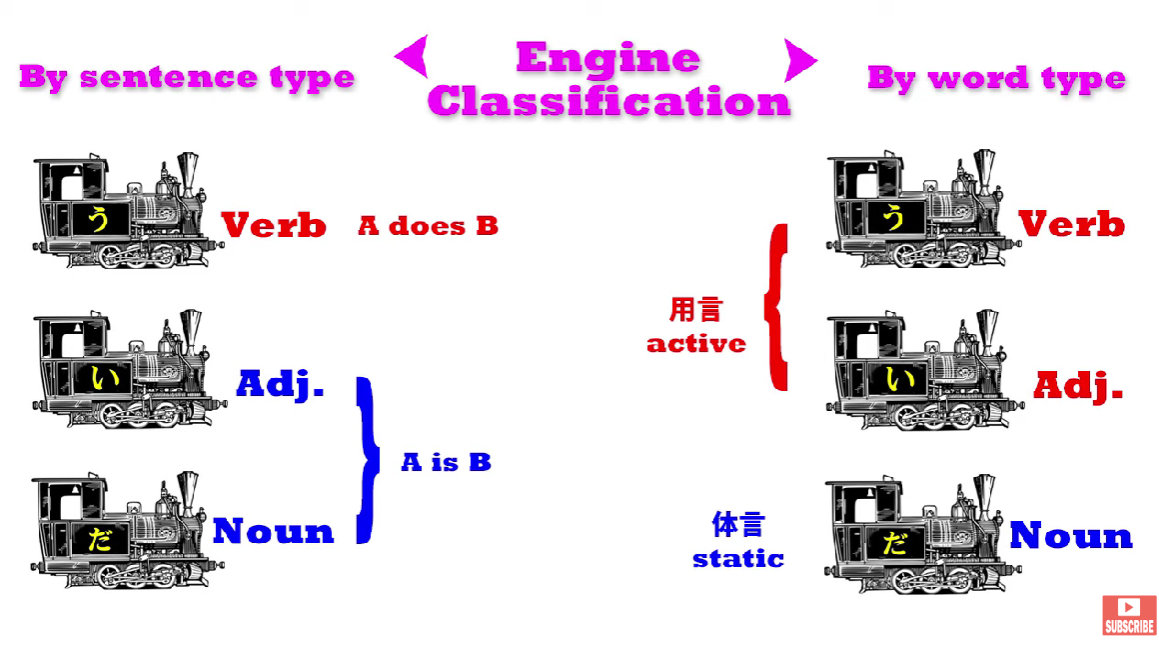 Engine
Classification
By sentence type
う
Verb
A does B
い
Adj.
A is B
だ
Noun
By word type
う
Verb
用言
active
い
Adj.
体言
static
だ
Noun
SUBSCRIBE